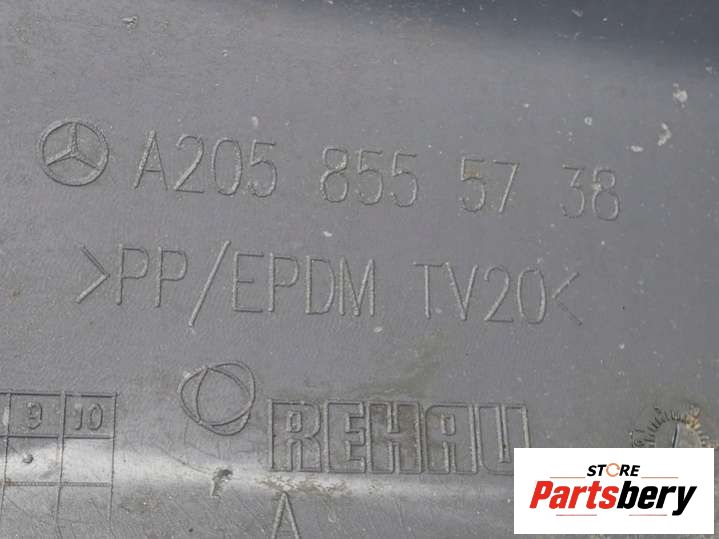 A205 855 57 38
>PP/EPDM TV20<
9 10
REHAU
A
STORE
Partsbery